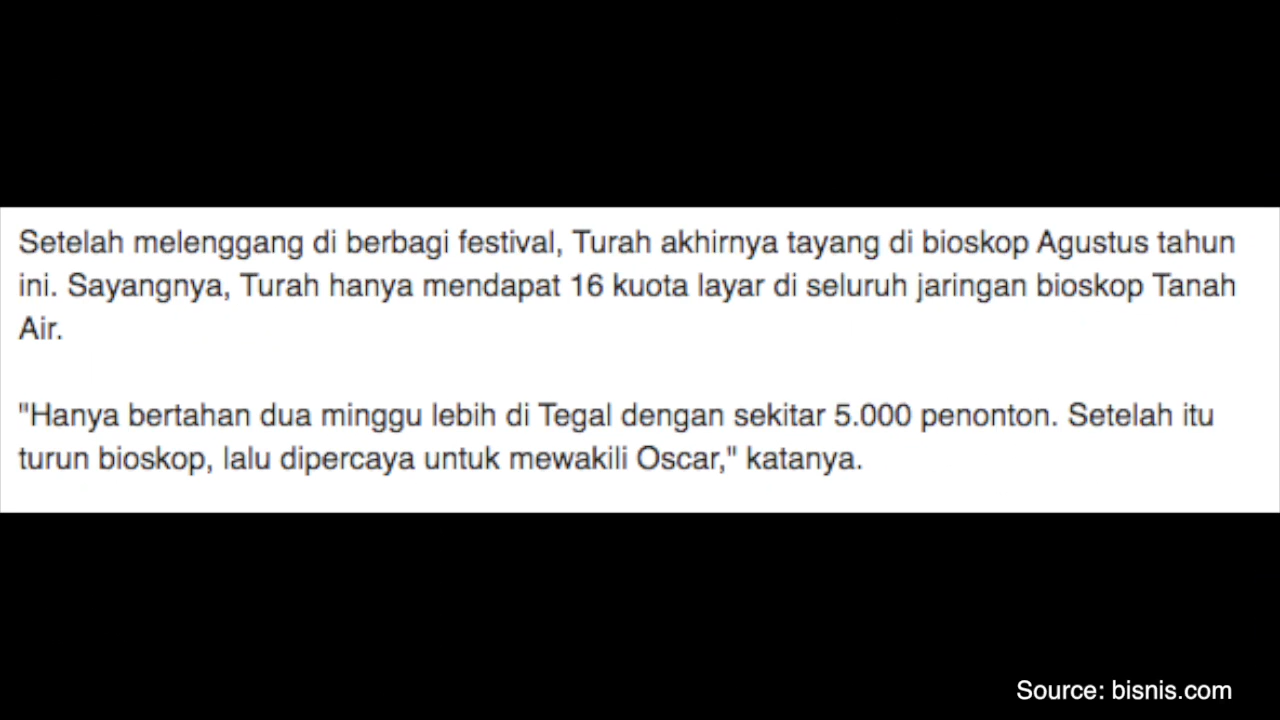 Setelah melenggang di berbagi festival, Turah akhirnya tayang di bioskop Agustus tahun
ini. Sayangnya, Turah hanya mendapat 16 kuota layar di seluruh jaringan bioskop Tanah
Air.
"Hanya bertahan dua minggu lebih di Tegal dengan sekitar 5.000 penonton. Setelah itu
turun bioskop, lalu dipercaya untuk mewakili Oscar," katanya.
Source: bisnis.com